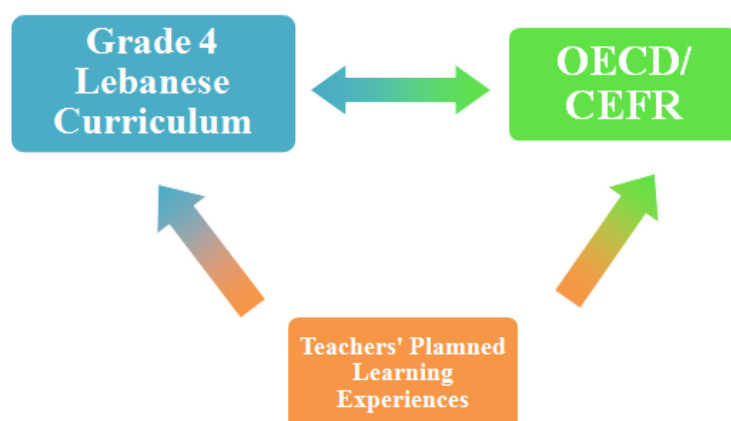 Grade 4
Lebanese
Curriculum
OECD/
CEFR
Teachers' Plamned
Learning
Experiences